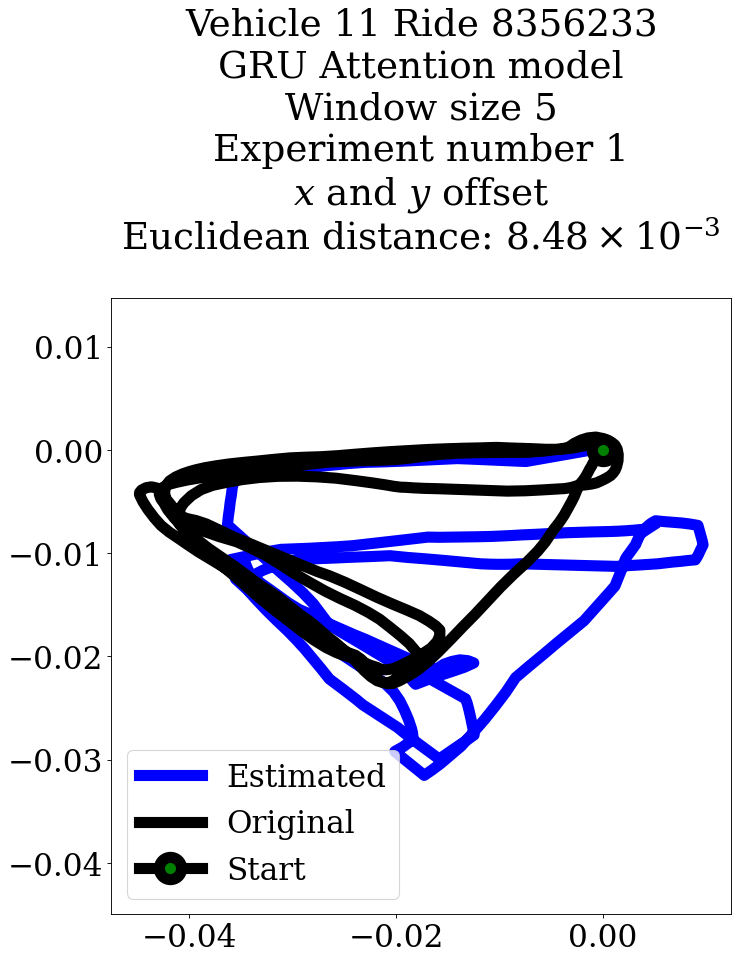 Vehicle 11 Ride 8356233
GRU Attention model
Window size 5
Experiment number 1
x and y offset
Euclidean distance: 8.48 × 10⁻³
0.01
0.00
−0.01
−0.02
−0.03
−0.04
Estimated
Original
Start
−0.04 −0.02 0.00